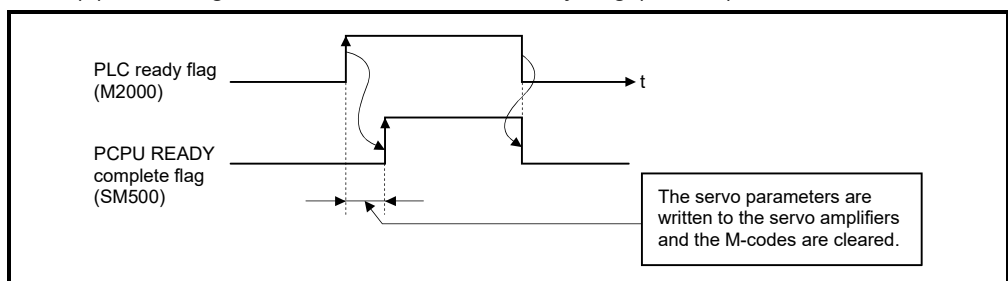 PLC ready flag
(M2000)
t
PCPU READY
complete flag
(SM500)
The servo parameters are
written to the servo amplifiers
and the M-codes are cleared.